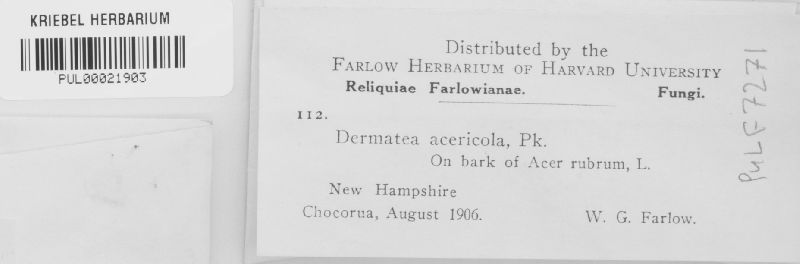 KRIEBEL HERBARIUM
PUL00021903
Distributed by the
FARLOW HERBARIUM OF HARVARD UNIVERSITY
Reliquiae Farlowianae. Fungi.
112.
Dermatea acericola, Pk.
On bark of Acer rubrum, L.
New Hampshire
Chocorua, August 1906. W. G. Farlow.
PUL F7271